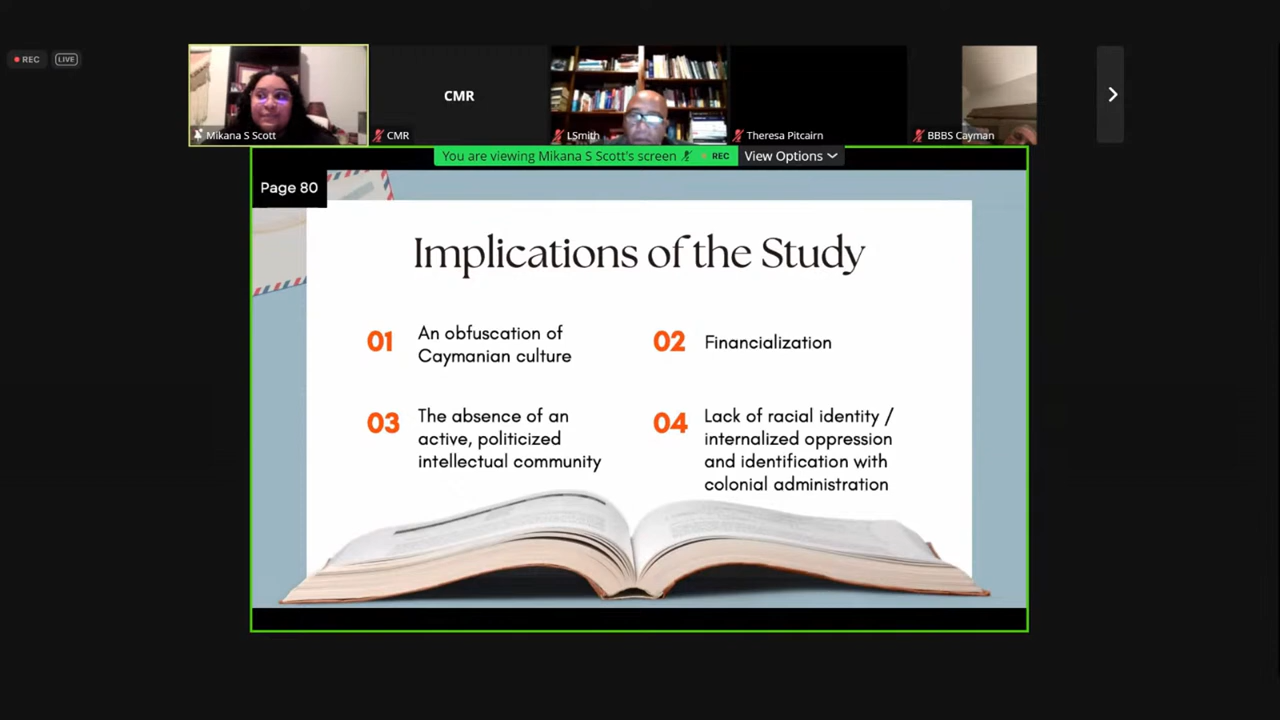 REC
LIVE
CMR
Mikana S Scott
CMR
LSmith
Theresa Pitcairn
BBBS Cayman
You are viewing Mikana S Scott's screen
REC
View Options
Page 80
Implications of the Study
01
An obfuscation of
Caymanian culture
02
Financialization
03
The absence of an
active, politicized
intellectual community
04
Lack of racial identity /
internalized oppression
and identification with
colonial administration